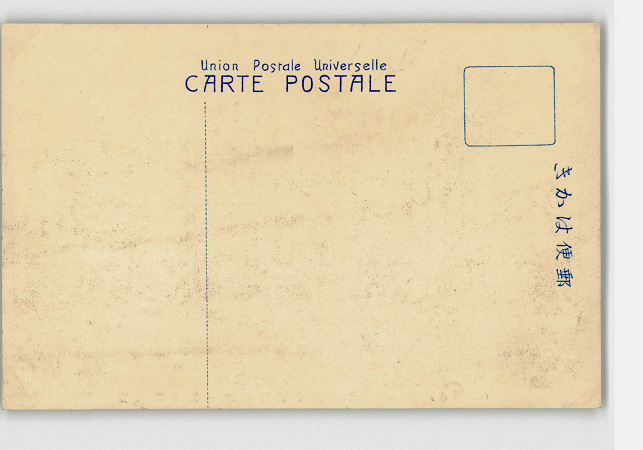 Union Postale Universelle
CARTE POSTALE
郵便はかき